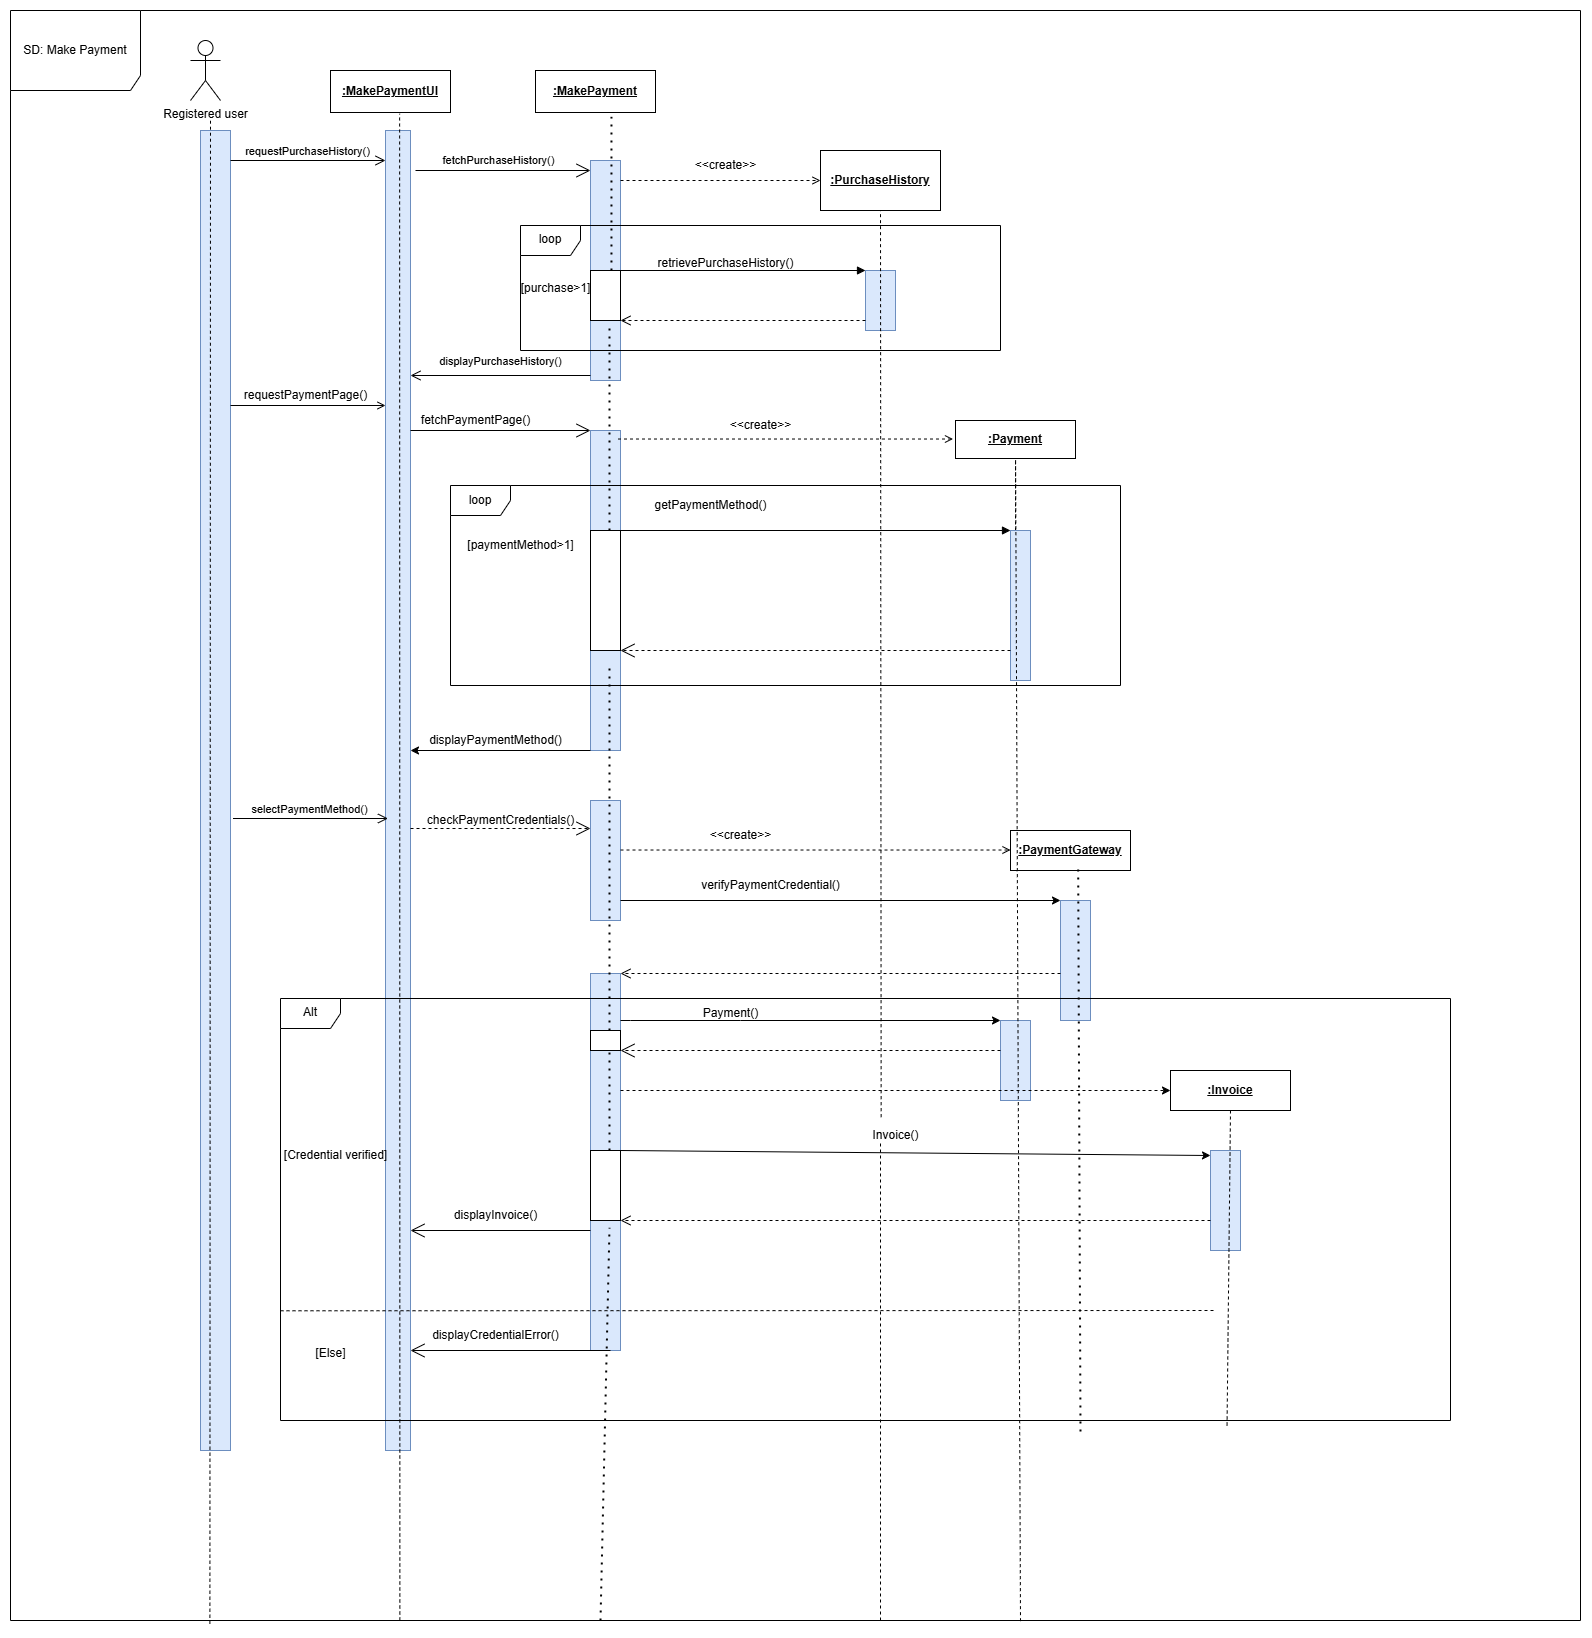 SD: Make Payment
Registered user
:MakePaymentUI
:MakePayment
requestPurchaseHistory()
fetchPurchaseHistory()
<<create>>
:PurchaseHistory
loop
retrievePurchaseHistory()
[purchase>1]
displayPurchaseHistory()
requestPaymentPage()
fetchPaymentPage()
<<create>>
:Payment
loop
getPaymentMethod()
[paymentMethod>1]
displayPaymentMethod()
selectPaymentMethod()
checkPaymentCredentials()
<<create>>
:PaymentGateway
verifyPaymentCredential()
Alt
Payment()
:Invoice
Invoice()
[Credential verified]
displayInvoice()
displayCredentialError()
[Else]